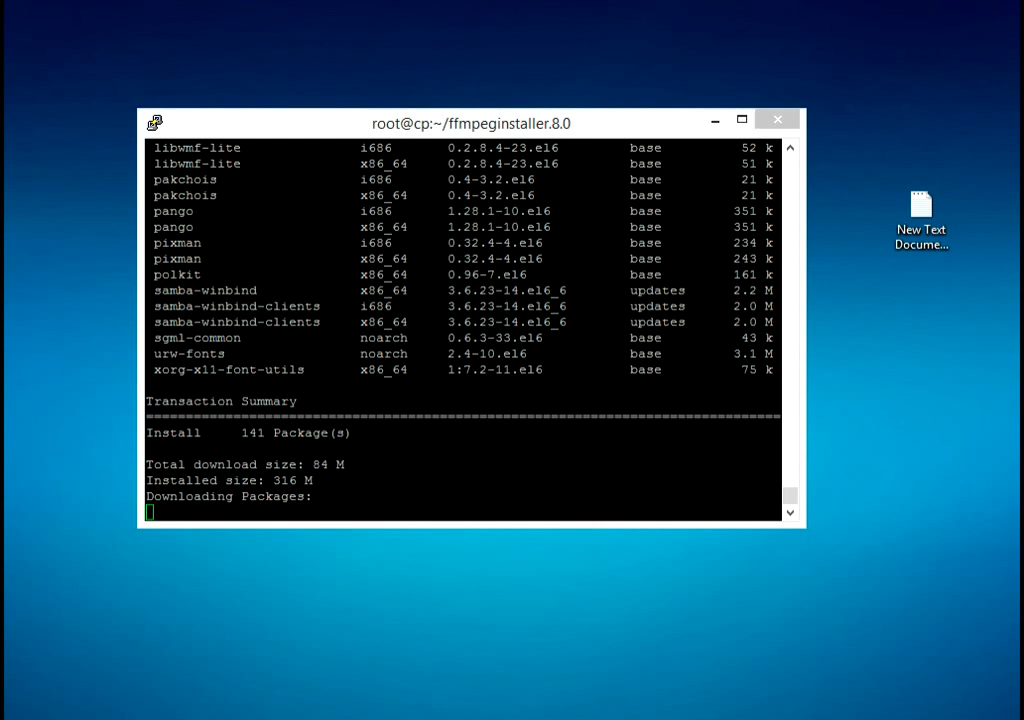 root@cp:~/ffmpeginstaller.8.0
libwmf-lite i686 0.2.8.4-23.el6 base 52 k
libwmf-lite x86_64 0.2.8.4-23.el6 base 51 k
pakchois i686 0.4-3.2.el6 base 21 k
pakchois x86_64 0.4-3.2.el6 base 21 k
pango i686 1.28.1-10.el6 base 351 k
pango x86_64 1.28.1-10.el6 base 351 k
pixman i686 0.32.4-4.el6 base 234 k
pixman x86_64 0.32.4-4.el6 base 243 k
polkit x86_64 0.96-7.el6 base 161 k
samba-winbind x86_64 3.6.23-14.el6_6 updates 2.2 M
samba-winbind-clients i686 3.6.23-14.el6_6 updates 2.0 M
samba-winbind-clients x86_64 3.6.23-14.el6_6 updates 2.0 M
sgml-common noarch 0.6.3-33.el6 base 43 k
urw-fonts noarch 2.4-10.el6 base 3.1 M
xorg-x11-font-utils x86_64 1:7.2-11.el6 base 75 k
Transaction Summary
================================================================================
Install 141 Package(s)
Total download size: 84 M
Installed size: 316 M
Downloading Packages:
New Text
Docume...